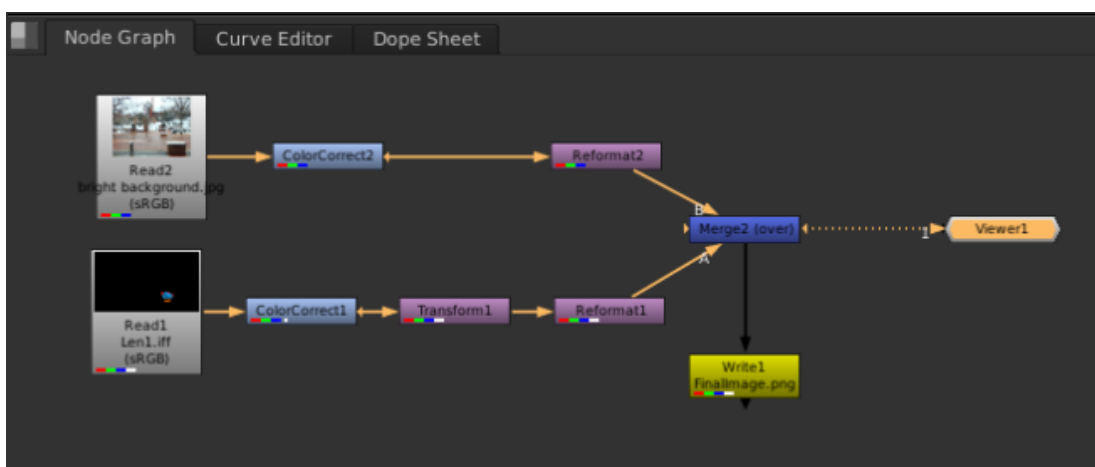 Node Graph Curve Editor Dope Sheet
Read2
bright background.jpg
(sRGB)
ColorCorrect2
Reformat2
B
Merge2 (over)
1
Viewer1
A
Read1
Len1.iff
(sRGB)
ColorCorrect1
Transform1
Reformat1
Write1
FinalImage.png